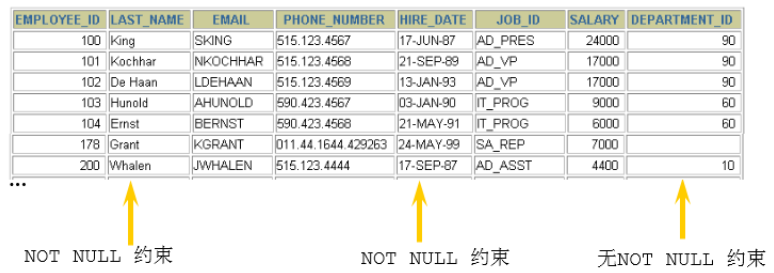 EMPLOYEE_ID LAST_NAME EMAIL PHONE_NUMBER HIRE_DATE JOB_ID SALARY DEPARTMENT_ID
100 King SKING 515.123.4567 17-JUN-87 AD_PRES 24000 90
101 Kochhar NKOCHHAR 515.123.4568 21-SEP-89 AD_VP 17000 90
102 De Haan LDEHAAN 515.123.4569 13-JAN-93 AD_VP 17000 90
103 Hunold AHUNOLD 590.423.4567 03-JAN-90 IT_PROG 9000 60
104 Ernst BERNST 590.423.4568 21-MAY-91 IT_PROG 6000 60
178 Grant KGRANT 011.44.1644.429263 24-MAY-99 SA_REP 7000
200 Whalen JWHALEN 515.123.4444 17-SEP-87 AD_ASST 4400 10
...
NOT NULL 约束 NOT NULL 约束 无NOT NULL 约束